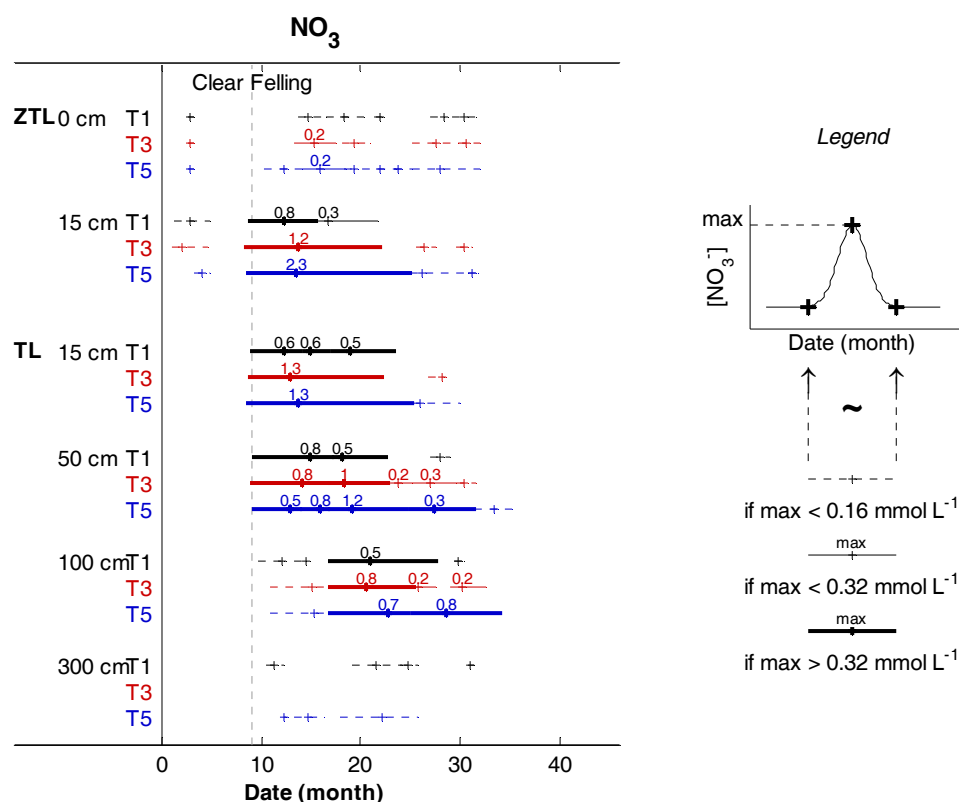 NO3
Clear Felling
ZTL 0 cm T1
0,2
T3
0,2
T5
0,8 0,3
15 cm T1
1,2
T3
2,3
T5
0,6 0,6 0,5
TL 15 cm T1
1,3
T3
1,3
T5
0,8 0,5
50 cm T1
0,8 1 0,2 0,3
T3
0,5 0,8 1,2 0,3
T5
0,5
100 cm T1
0,8 0,2 0,2
T3
0,7 0,8
T5
300 cm T1
T3
T5
0 10 20 30 40
Date (month)
Legend
max
[NO3-]
Date (month)
~
if max < 0.16 mmol L-1
max
if max < 0.32 mmol L-1
max
if max > 0.32 mmol L-1